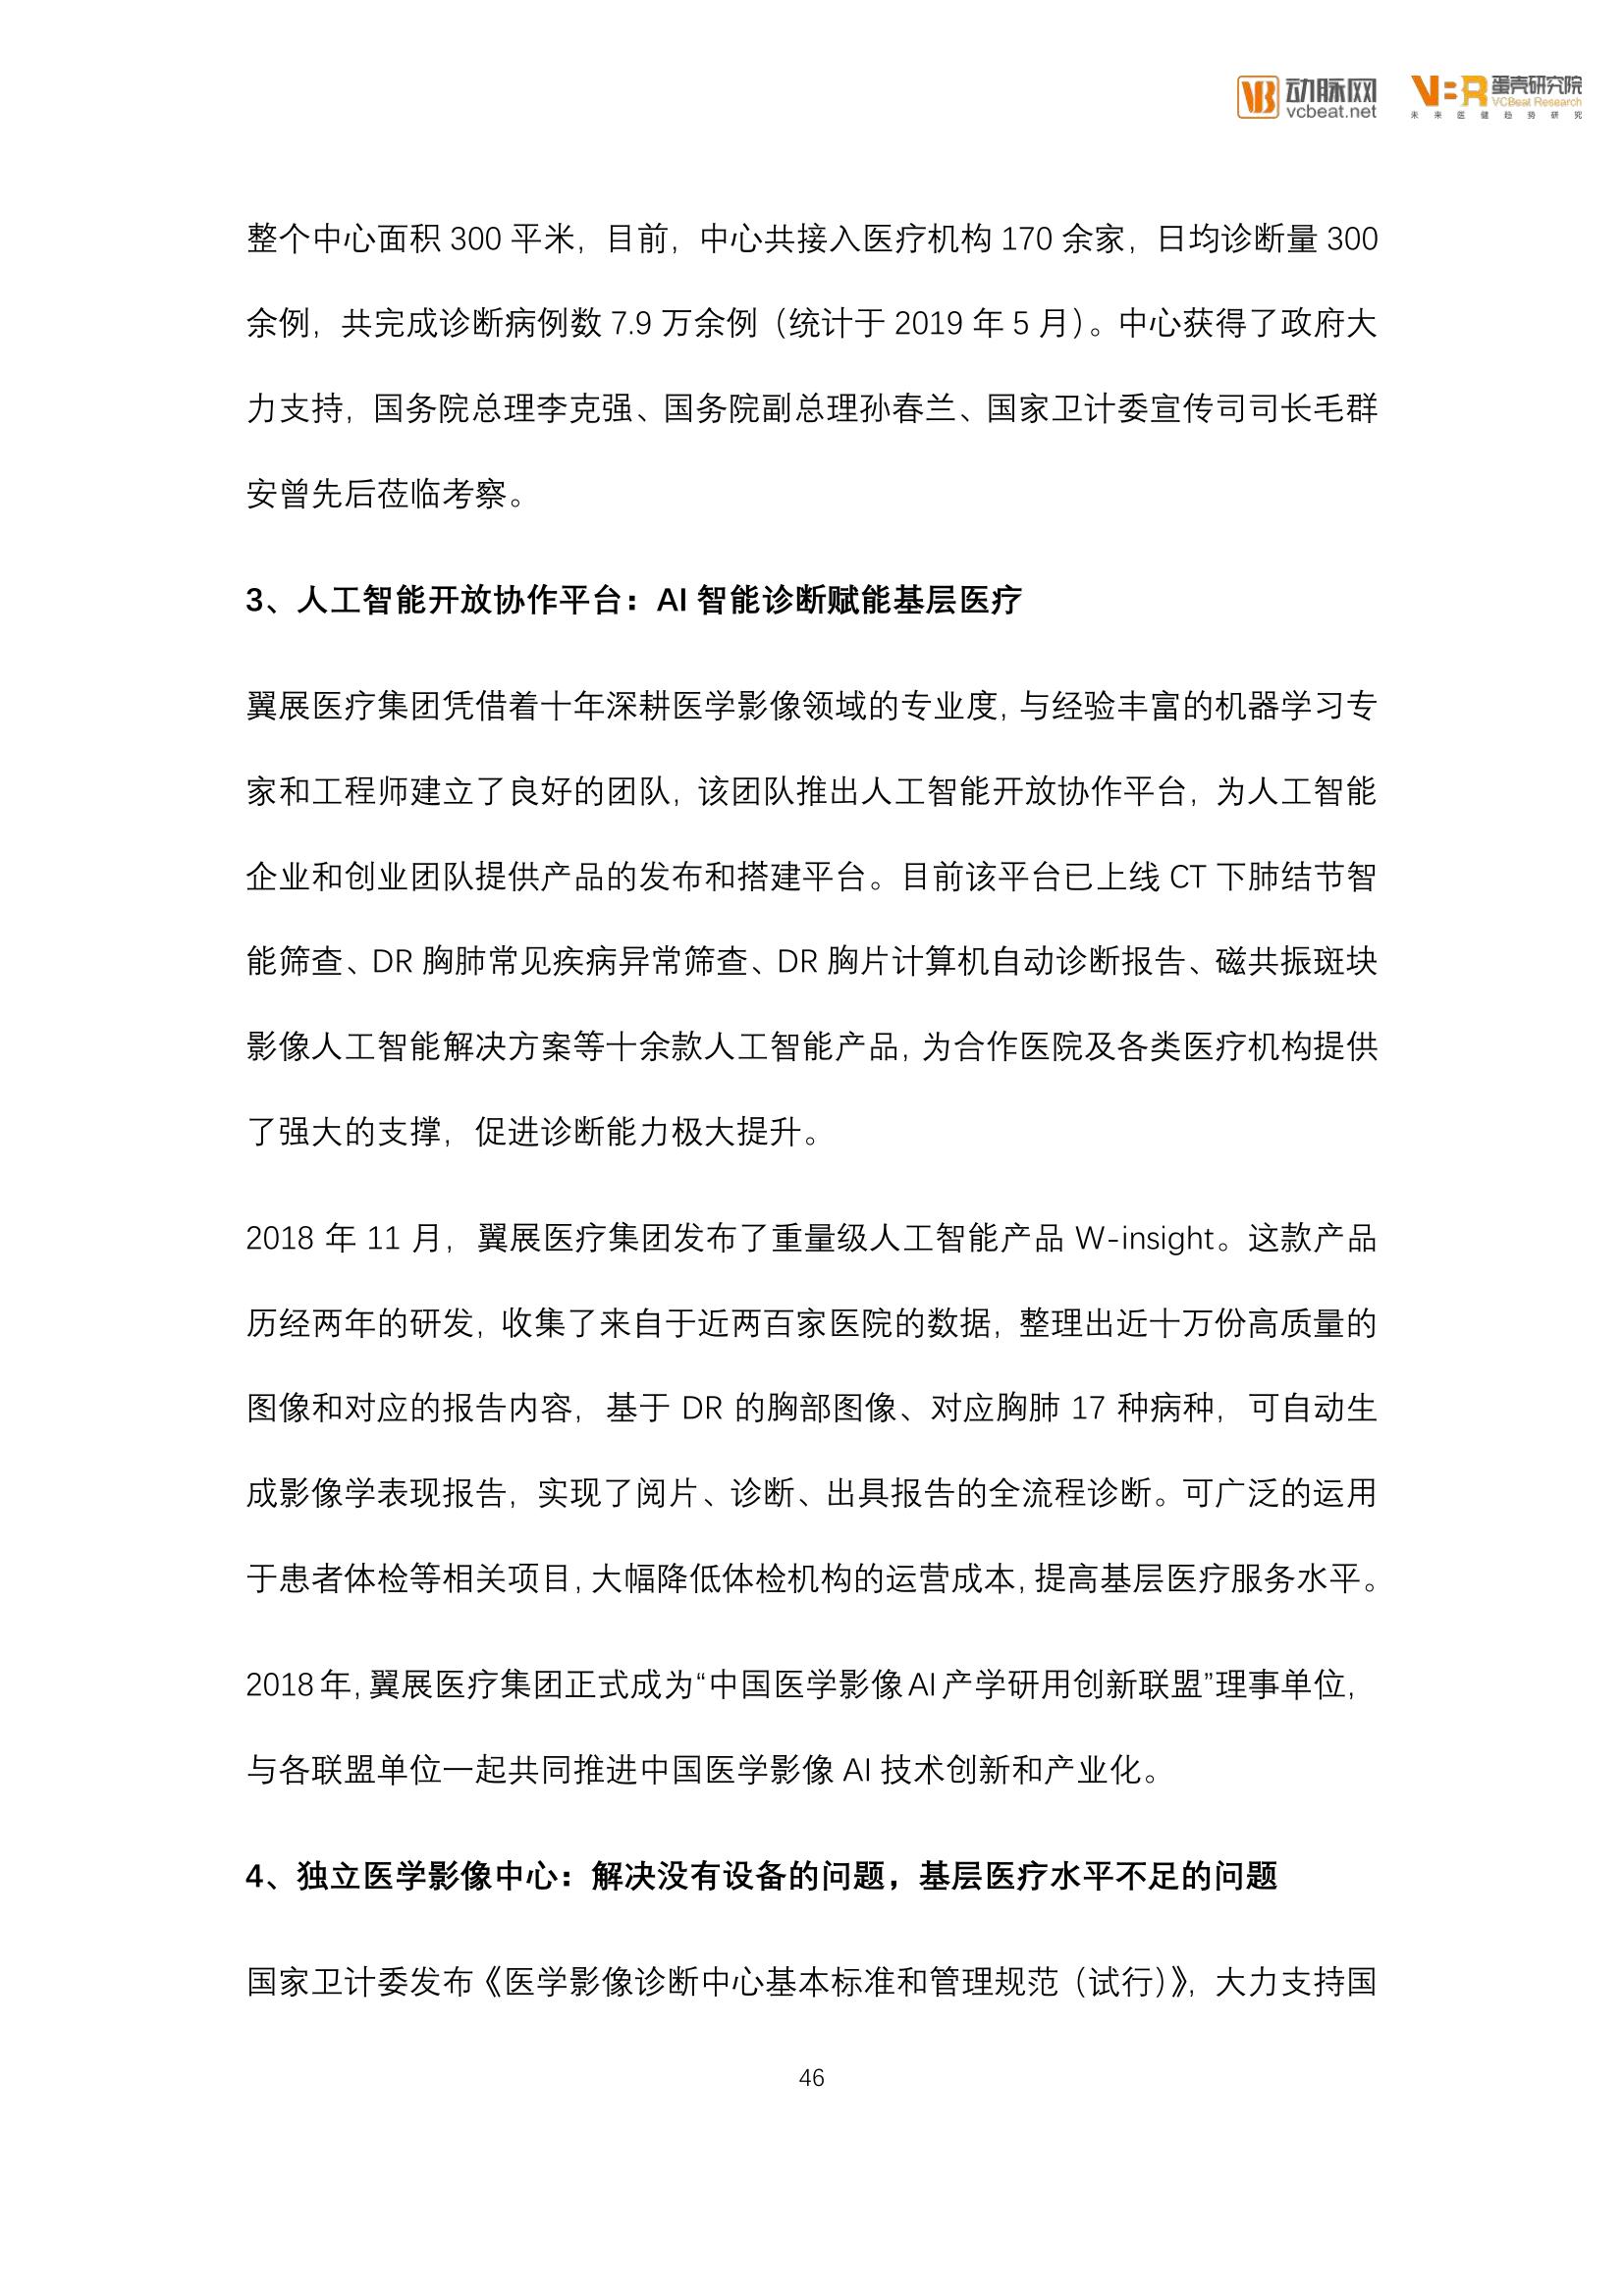 动脉网
vcbeat.net
VBR 蛋壳研究院
VCBeat Research
未来医健趋势研究
整个中心面积 300 平米，目前，中心共接入医疗机构 170 余家，日均诊断量 300
余例，共完成诊断病例数 7.9 万余例（统计于 2019 年 5 月）。中心获得了政府大
力支持，国务院总理李克强、国务院副总理孙春兰、国家卫计委宣传司司长毛群
安曾先后莅临考察。
3、人工智能开放协作平台：AI 智能诊断赋能基层医疗
翼展医疗集团凭借着十年深耕医学影像领域的专业度，与经验丰富的机器学习专
家和工程师建立了良好的团队，该团队推出人工智能开放协作平台，为人工智能
企业和创业团队提供产品的发布和搭建平台。目前该平台已上线 CT 下肺结节智
能筛查、DR 胸肺常见疾病异常筛查、DR 胸片计算机自动诊断报告、磁共振斑块
影像人工智能解决方案等十余款人工智能产品，为合作医院及各类医疗机构提供
了强大的支撑，促进诊断能力极大提升。
2018 年 11 月，翼展医疗集团发布了重量级人工智能产品 W-insight。这款产品
历经两年的研发，收集了来自于近两百家医院的数据，整理出近十万份高质量的
图像和对应的报告内容，基于 DR 的胸部图像、对应胸肺 17 种病种，可自动生
成影像学表现报告，实现了阅片、诊断、出具报告的全流程诊断。可广泛的运用
于患者体检等相关项目，大幅降低体检机构的运营成本，提高基层医疗服务水平。
2018 年，翼展医疗集团正式成为“中国医学影像 AI 产学研用创新联盟”理事单位，
与各联盟单位一起共同推进中国医学影像 AI 技术创新和产业化。
4、独立医学影像中心：解决没有设备的问题，基层医疗水平不足的问题
国家卫计委发布《医学影像诊断中心基本标准和管理规范（试行）》，大力支持国
46